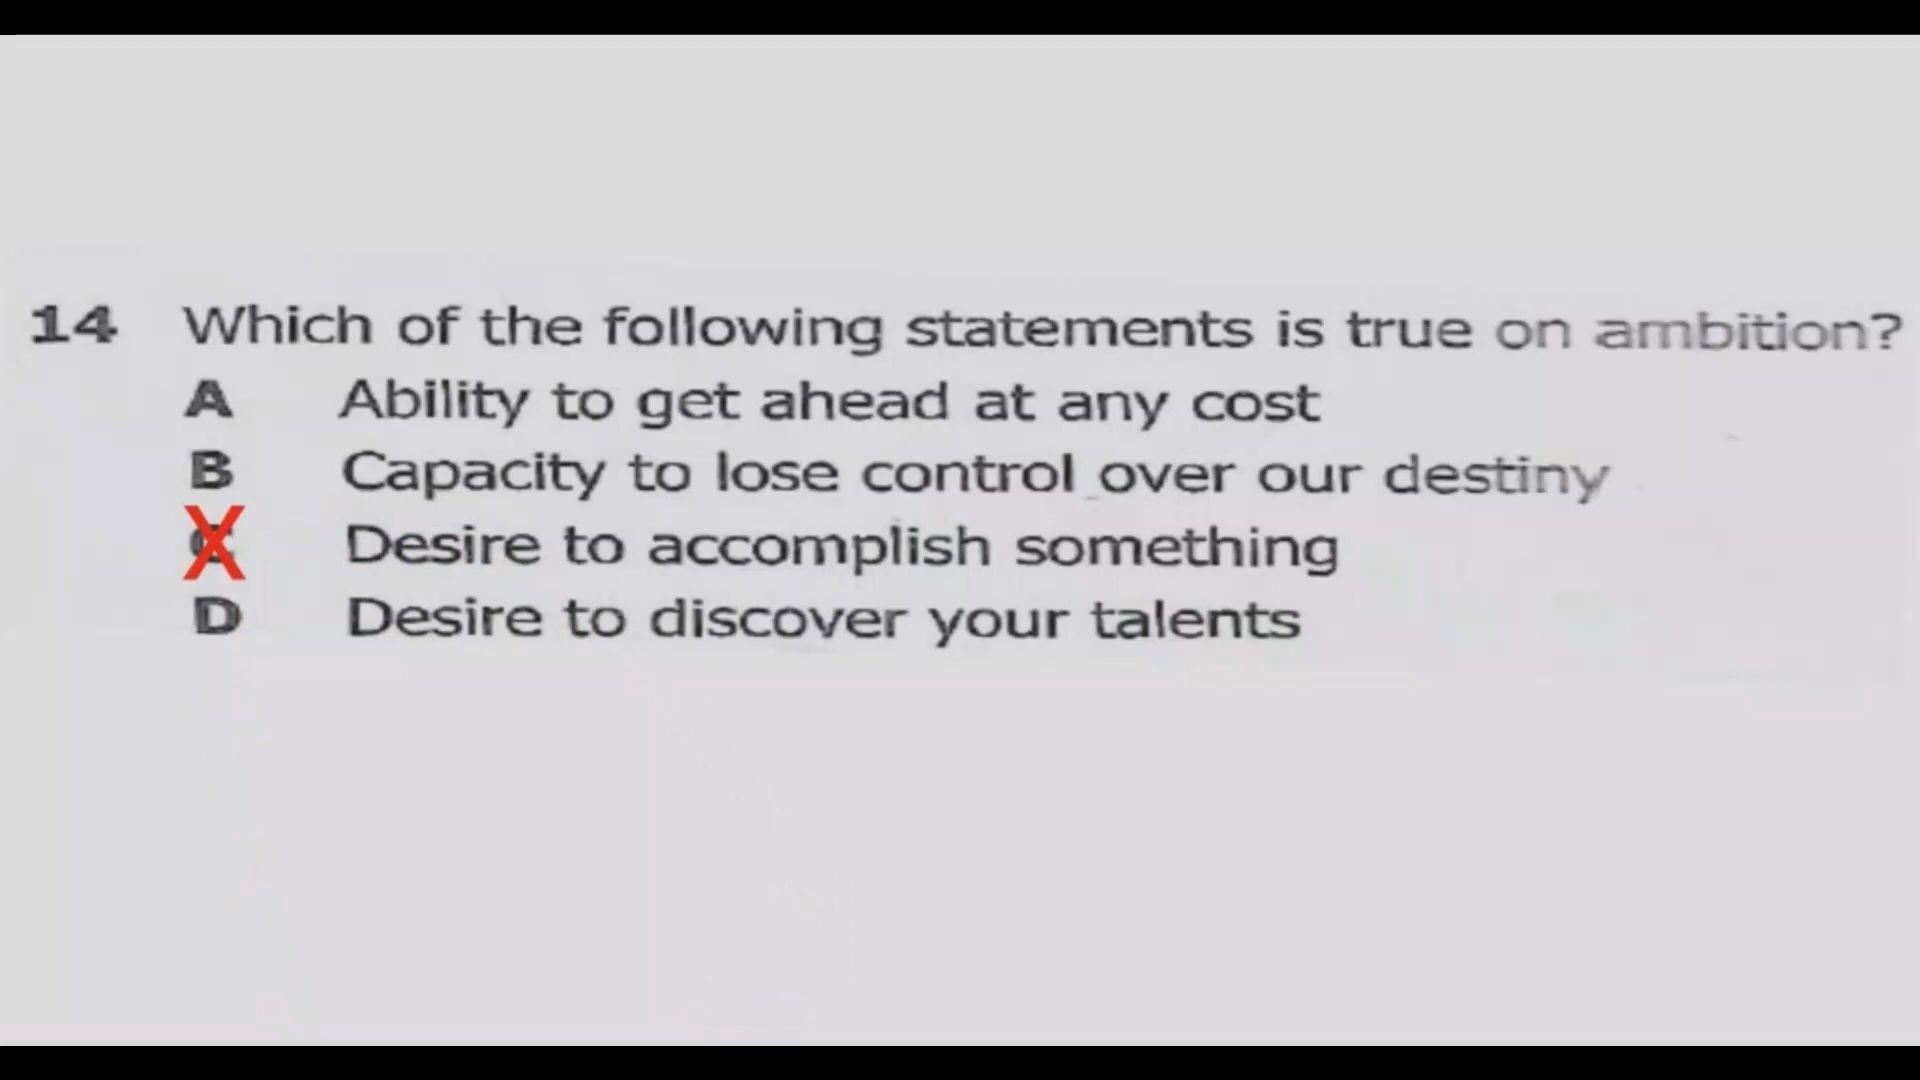 14 Which of the following statements is true on ambition?
A Ability to get ahead at any cost
B Capacity to lose control over our destiny
X Desire to accomplish something
D Desire to discover your talents